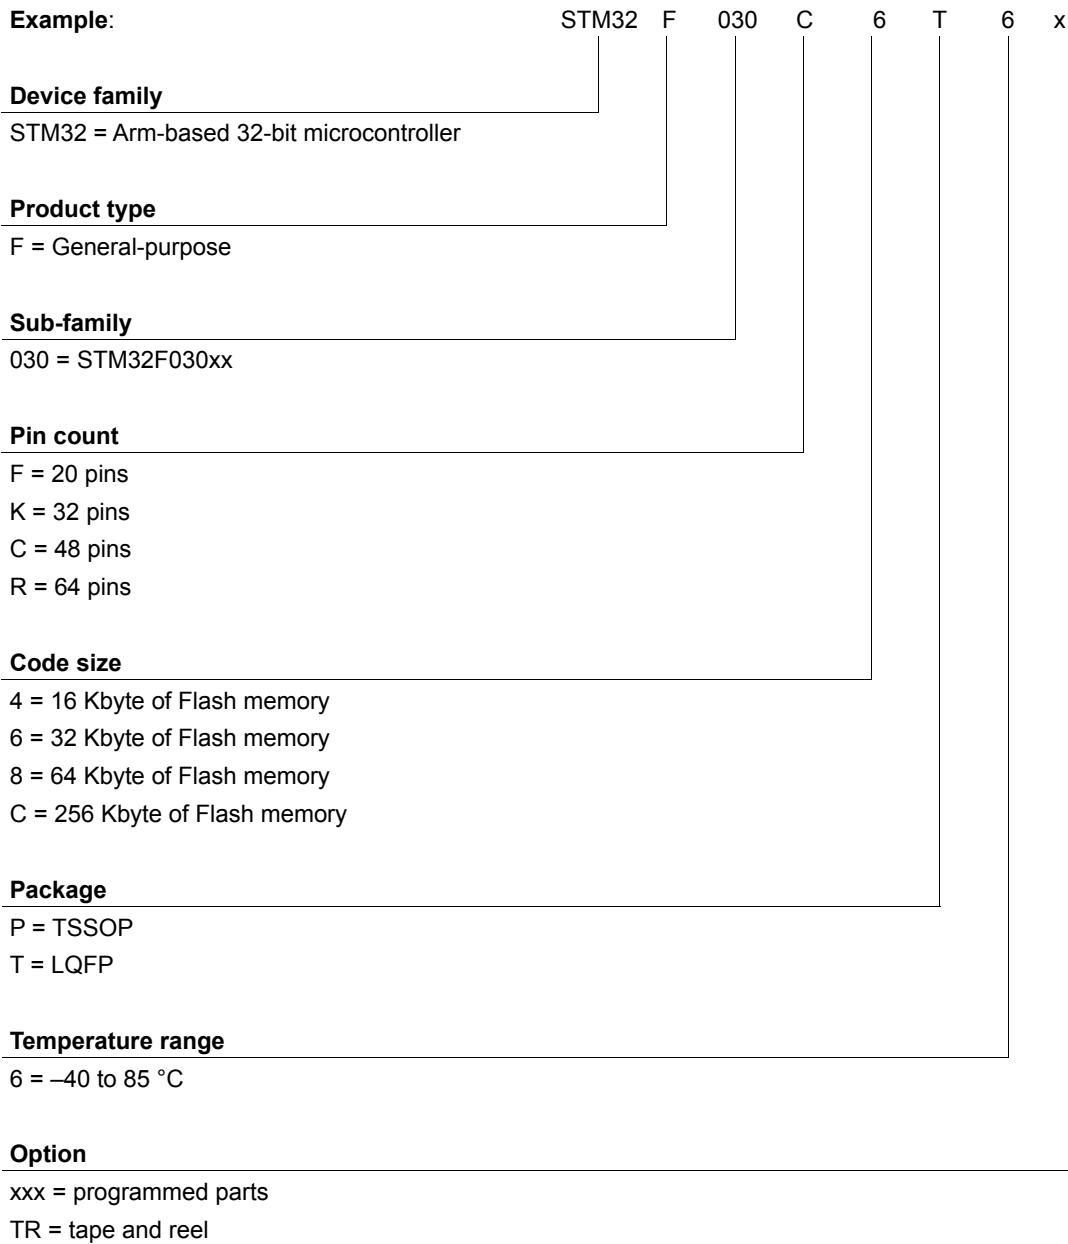 Example: STM32 F 030 C 6 T 6 x
Device family
STM32 = Arm-based 32-bit microcontroller
Product type
F = General-purpose
Sub-family
030 = STM32F030xx
Pin count
F = 20 pins
K = 32 pins
C = 48 pins
R = 64 pins
Code size
4 = 16 Kbyte of Flash memory
6 = 32 Kbyte of Flash memory
8 = 64 Kbyte of Flash memory
C = 256 Kbyte of Flash memory
Package
P = TSSOP
T = LQFP
Temperature range
6 = –40 to 85 °C
Option
xxx = programmed parts
TR = tape and reel